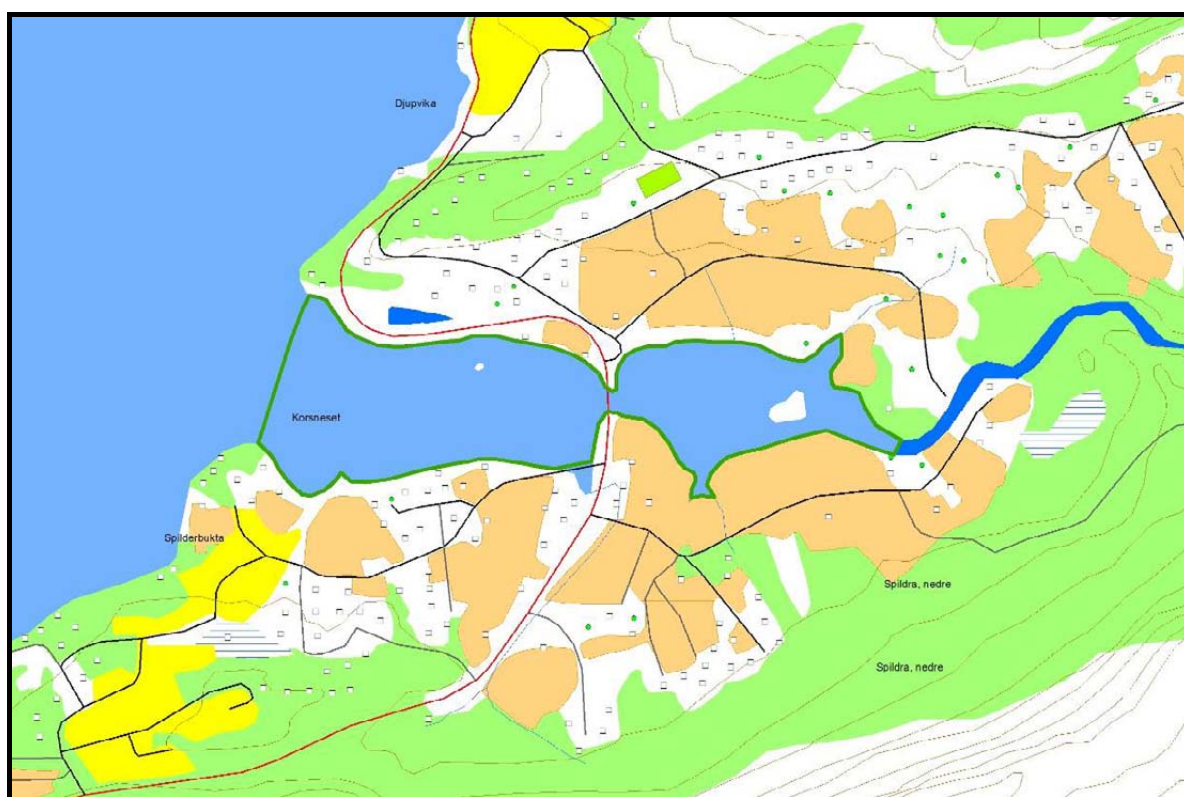 Djupvika
Korsneset
Spilderbukta
Spildra, nedre
Spildra, nedre